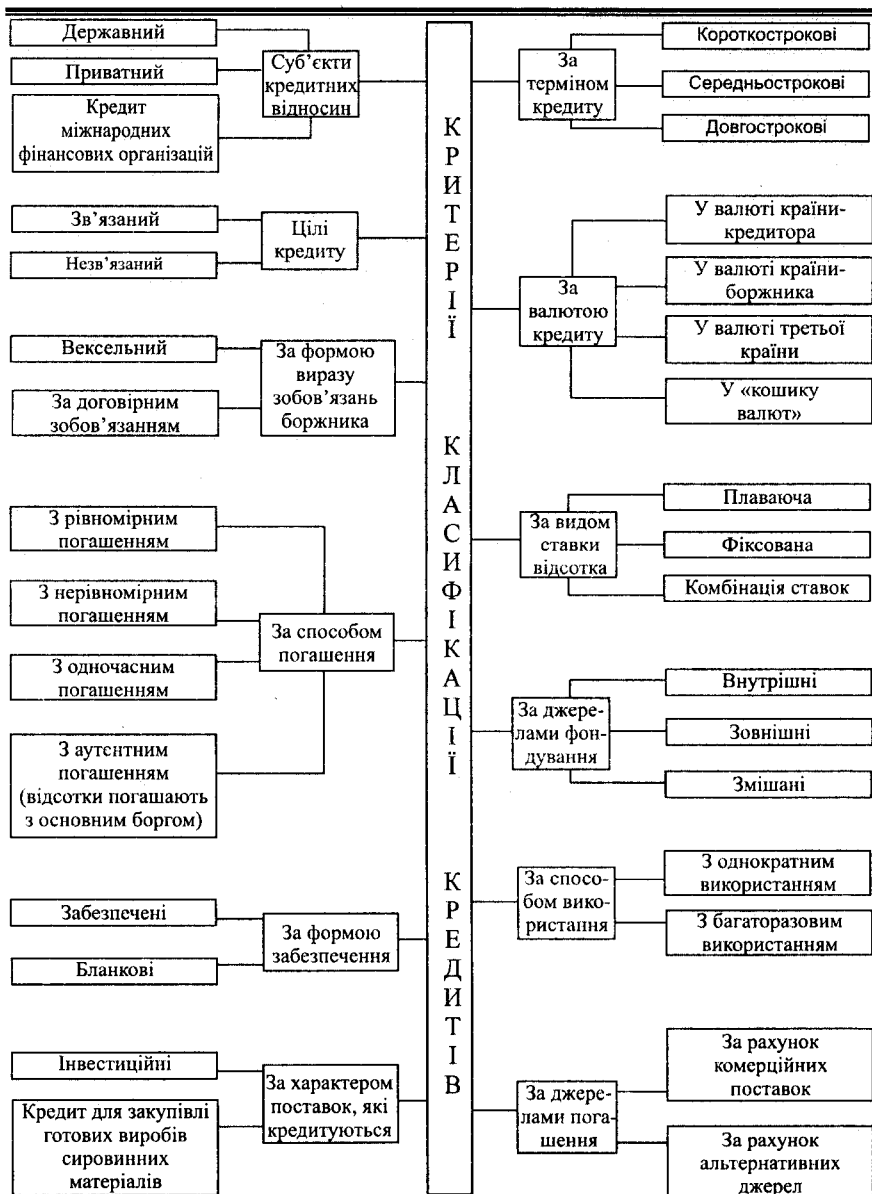 Державний
Приватний
Кредит
міжнародних
фінансових організацій
Суб’єкти
кредитних
відносин
Зв’язаний
Незв’язаний
Цілі
кредиту
Вексельний
За договірним
зобов’язанням
За формою
виразу
зобов’язань
боржника
З рівномірним
погашенням
З нерівномірним
погашенням
З одночасним
погашенням
З аутентним
погашенням
(відсотки погашають
з основним боргом)
За способом
погашення
Забезпечені
Бланкові
За формою
забезпечення
Інвестиційні
Кредит для закупівлі
готових виробів
сировинних
матеріалів
За характером
поставок, які
кредитуються
КРИТЕРІЇ
КЛАСИФІКАЦІЇ
КРЕДИТІВ
За
терміном
кредиту
Короткострокові
Середньострокові
Довгострокові
За
валютою
кредиту
У валюті країни-
кредитора
У валюті країни-
боржника
У валюті третьої
країни
У «кошику
валют»
За видом
ставки
відсотка
Плаваюча
Фіксована
Комбінація ставок
За джере-
лами фон-
дування
Внутрішні
Зовнішні
Змішані
За спосо-
бом вико-
ристання
З однократним
використанням
З багаторазовим
використанням
За джере-
лами пога-
шення
За рахунок
комерційних
поставок
За рахунок
альтернативних
джерел